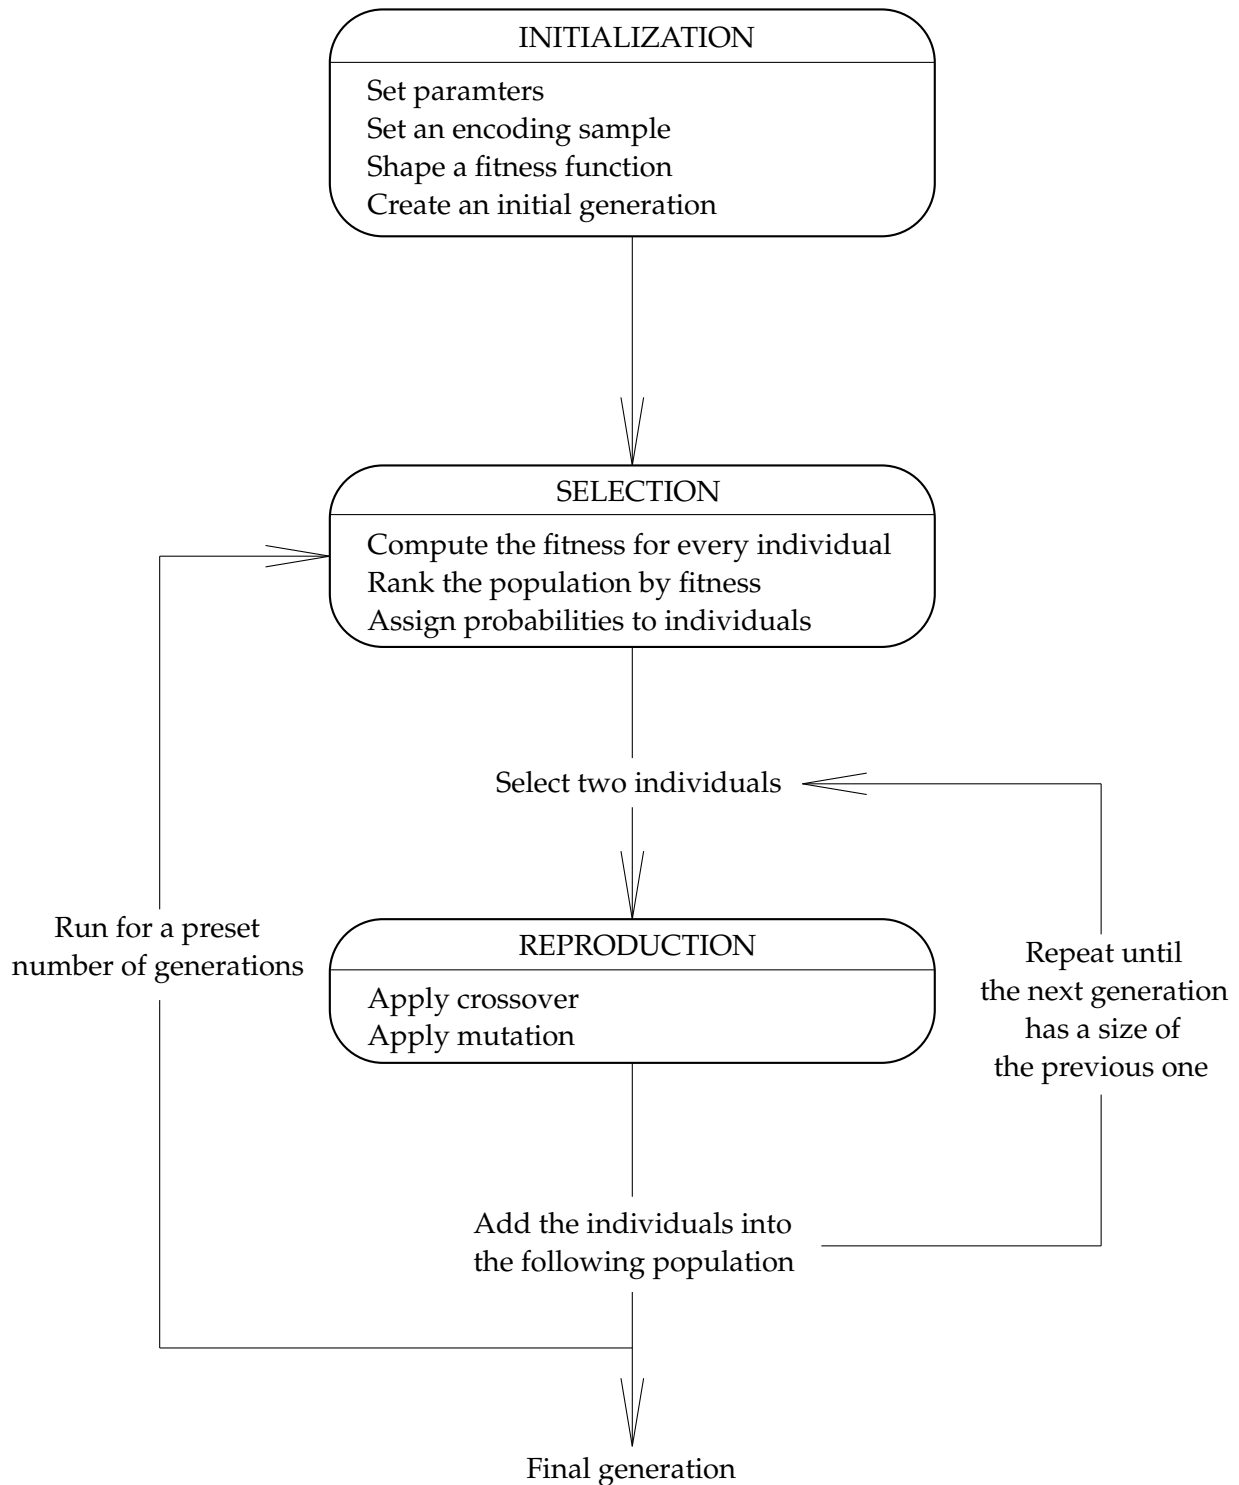 INITIALIZATION
Set paramters
Set an encoding sample
Shape a fitness function
Create an initial generation
SELECTION
Compute the fitness for every individual
Rank the population by fitness
Assign probabilities to individuals
Select two individuals
Run for a preset
number of generations
REPRODUCTION
Apply crossover
Apply mutation
Repeat until
the next generation
has a size of
the previous one
Add the individuals into
the following population
Final generation